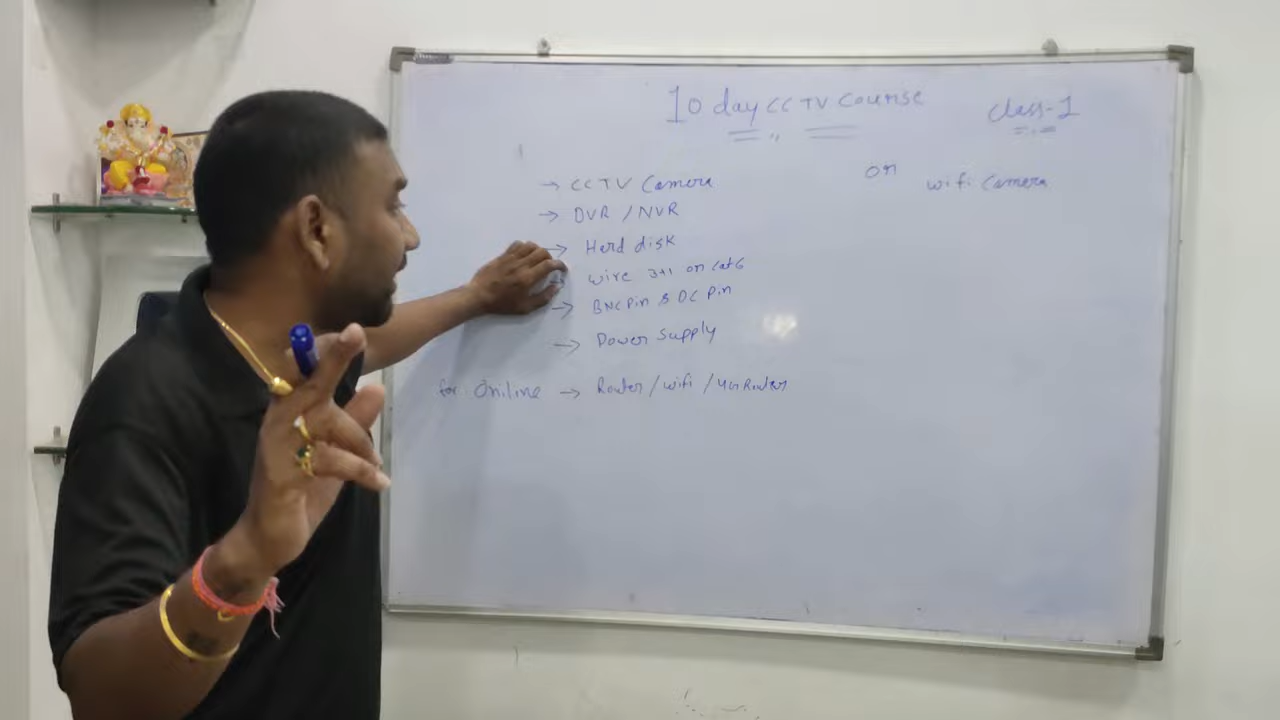 10 day CCTV Course
Class-1
→ CCTV Camera
or
wifi Camera
→ DVR / NVR
→ Hard disk
→ wire 3+1 or cat6
→ BNC Pin & DC Pin
→ Power supply
for Online → Router / wifi / 4G Router